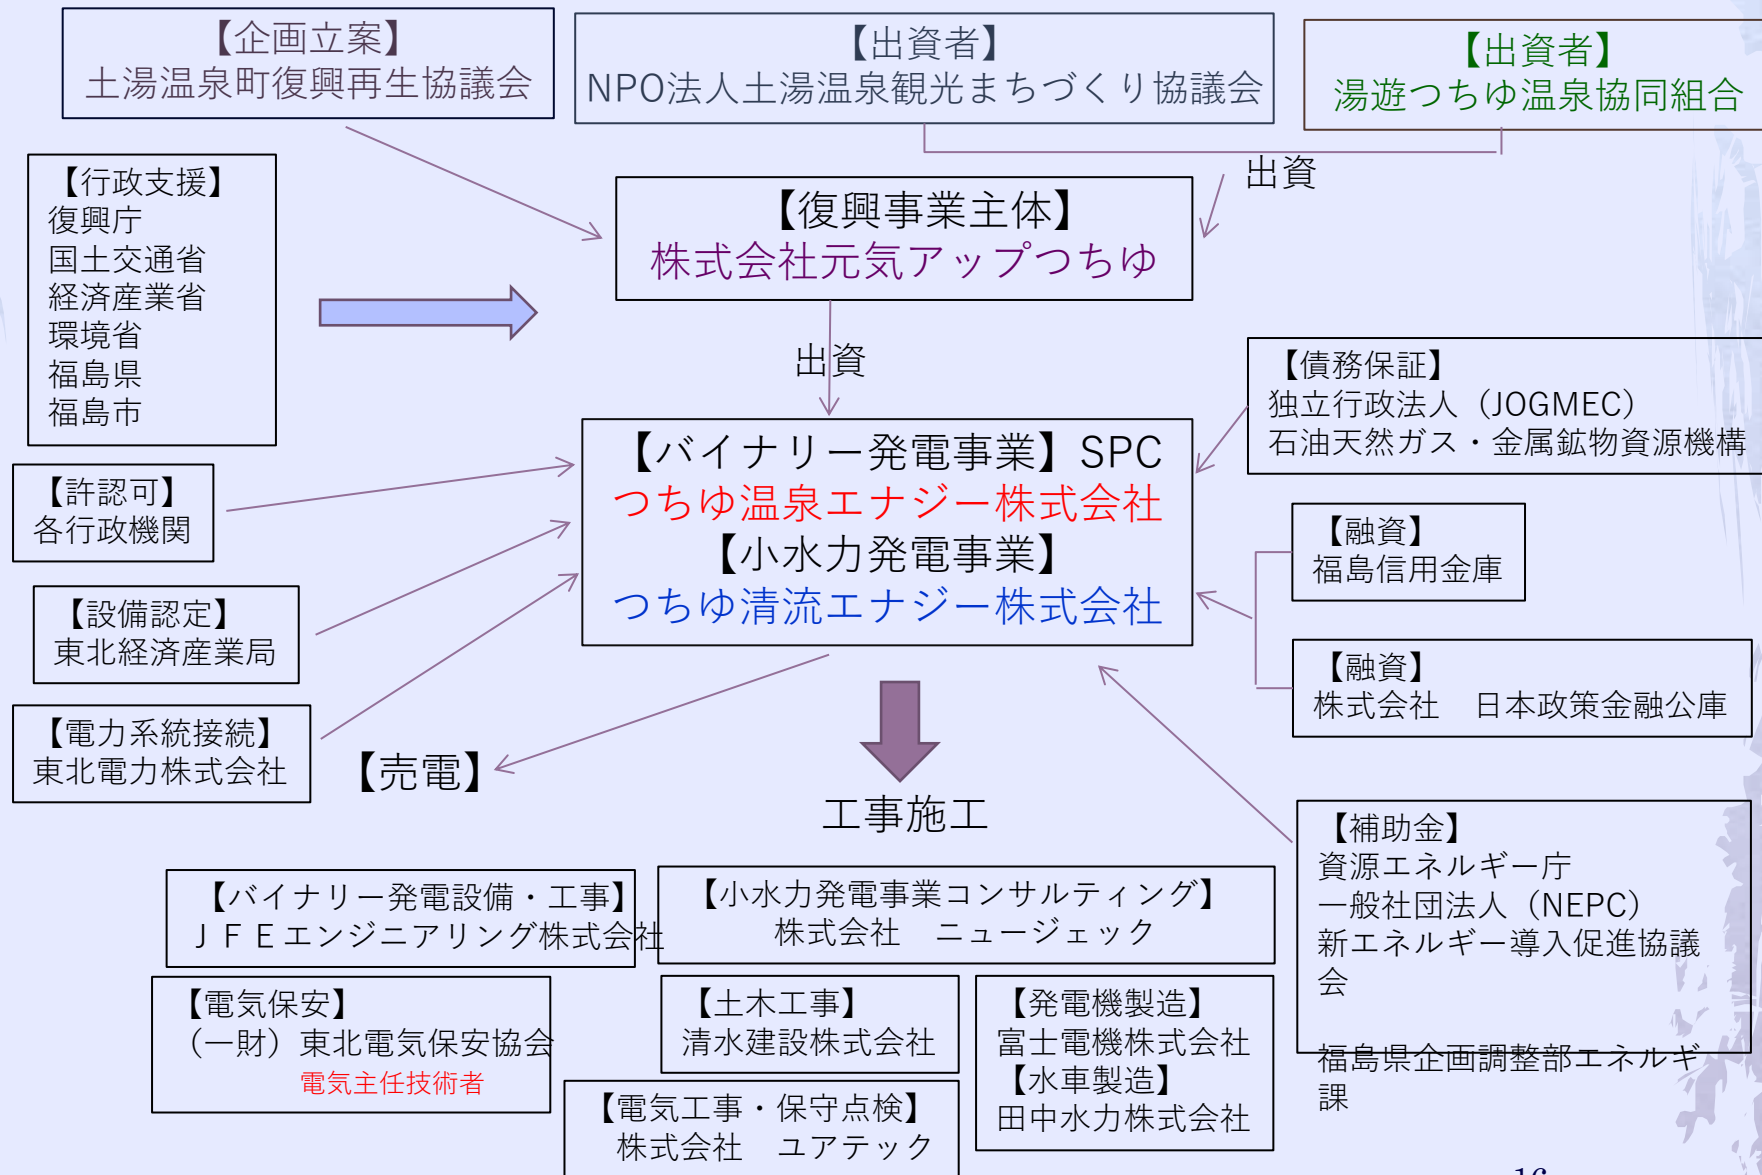 【企画立案】
土湯温泉町復興再生協議会
【出資者】
NPO法人土湯温泉観光まちづくり協議会
【出資者】
湯遊つちゆ温泉協同組合
出資
【行政支援】
復興庁
国土交通省
経済産業省
環境省
福島県
福島市
【復興事業主体】
株式会社元気アップつちゆ
出資
【債務保証】
独立行政法人（JOGMEC）
石油天然ガス・金属鉱物資源機構
【バイナリー発電事業】SPC
つちゆ温泉エナジー株式会社
【小水力発電事業】
つちゆ清流エナジー株式会社
【許認可】
各行政機関
【設備認定】
東北経済産業局
【電力系統接続】
東北電力株式会社
【融資】
福島信用金庫
【融資】
株式会社　日本政策金融公庫
【売電】
工事施工
【補助金】
資源エネルギー庁
一般社団法人（NEPC）
新エネルギー導入促進協議
会
福島県企画調整部エネルギ
課
【バイナリー発電設備・工事】
ＪＦＥエンジニアリング株式会社
【小水力発電事業コンサルティング】
株式会社　ニュージェック
【電気保安】
（一財）東北電気保安協会
電気主任技術者
【土木工事】
清水建設株式会社
【発電機製造】
富士電機株式会社
【水車製造】
田中水力株式会社
【電気工事・保守点検】
株式会社　ユアテック